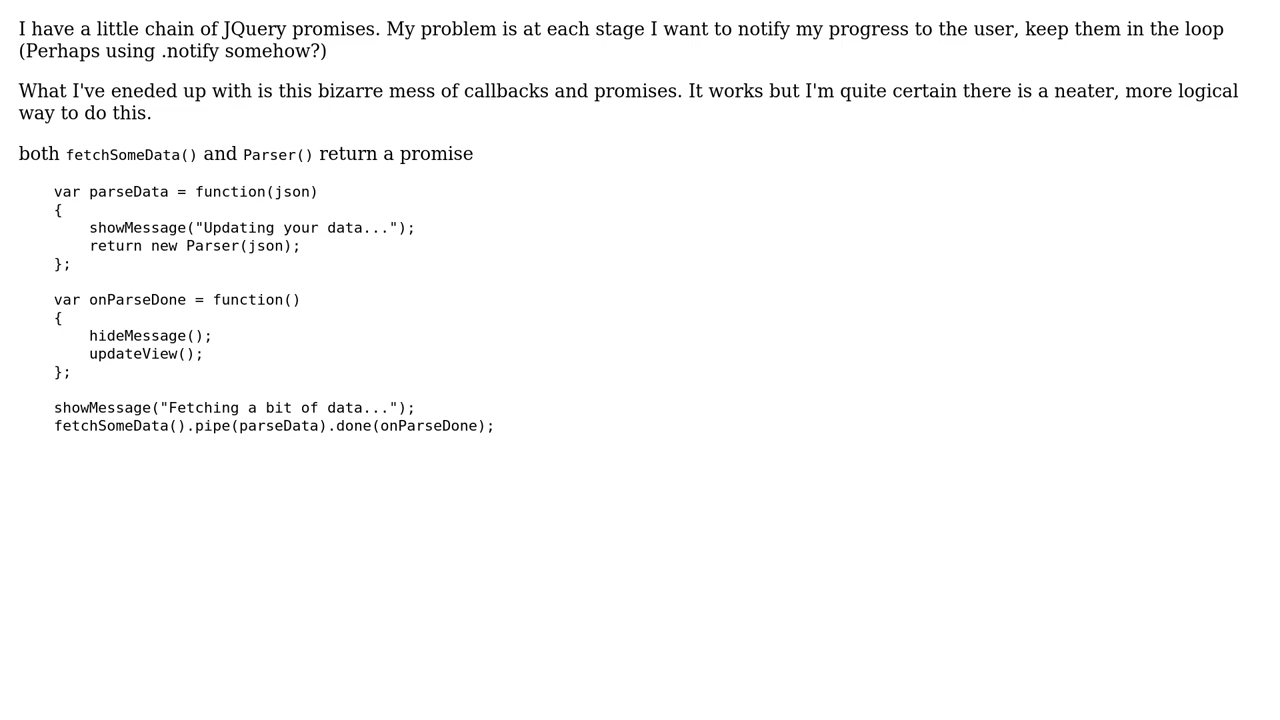 I have a little chain of JQuery promises. My problem is at each stage I want to notify my progress to the user, keep them in the loop
(Perhaps using .notify somehow?)
What I've eneded up with is this bizarre mess of callbacks and promises. It works but I'm quite certain there is a neater, more logical
way to do this.
both fetchSomeData() and Parser() return a promise
var parseData = function(json)
{
    showMessage("Updating your data...");
    return new Parser(json);
};
var onParseDone = function()
{
    hideMessage();
    updateView();
};
showMessage("Fetching a bit of data...");
fetchSomeData().pipe(parseData).done(onParseDone);